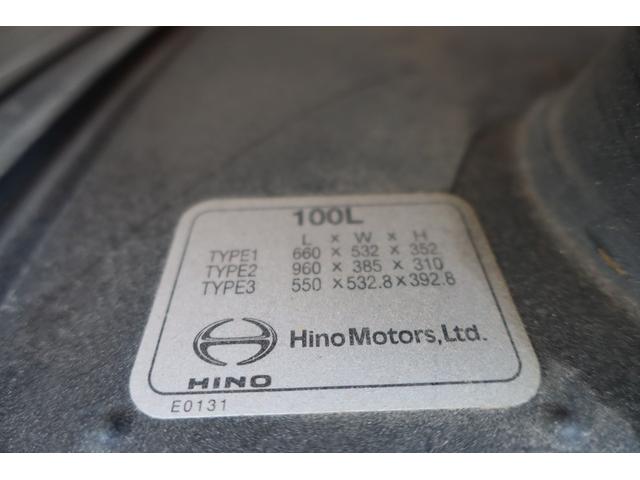 100L
L x W x H
TYPE1 660 x 532 x 352
TYPE2 960 x 385 x 310
TYPE3 550 x 532.8 x 392.8
HINO
Hino Motors, Ltd.
E0131